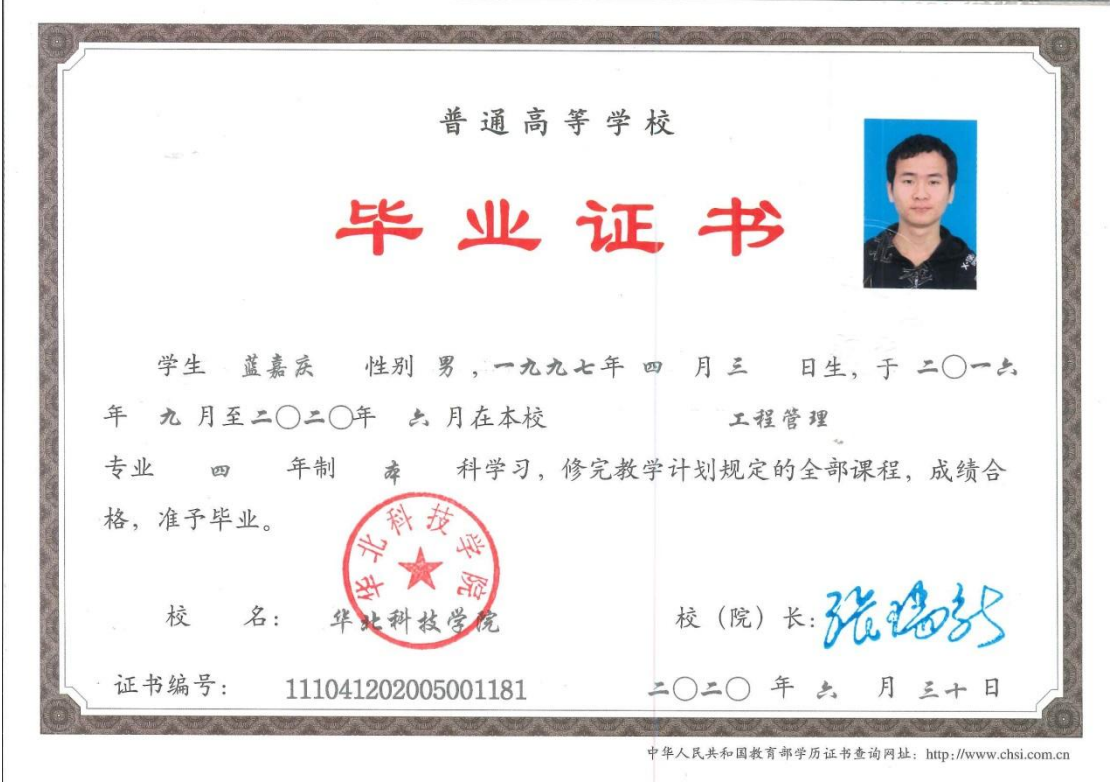 普通高等学校
毕业证书
学生 蓝嘉庆 性别 男，一九九七年 四 月 三 日生，于 二〇一六
年 九 月至二〇二〇年 六 月在本校 工程管理
专业 四 年制 本 科学习，修完教学计划规定的全部课程，成绩合
格，准予毕业。
华北科技学院
校 名： 华北科技学院 校（院）长：
证书编号： 111041202005001181 二〇二〇 年 六 月 三十 日
中华人民共和国教育部学历证书查询网址：http://www.chsi.com.cn